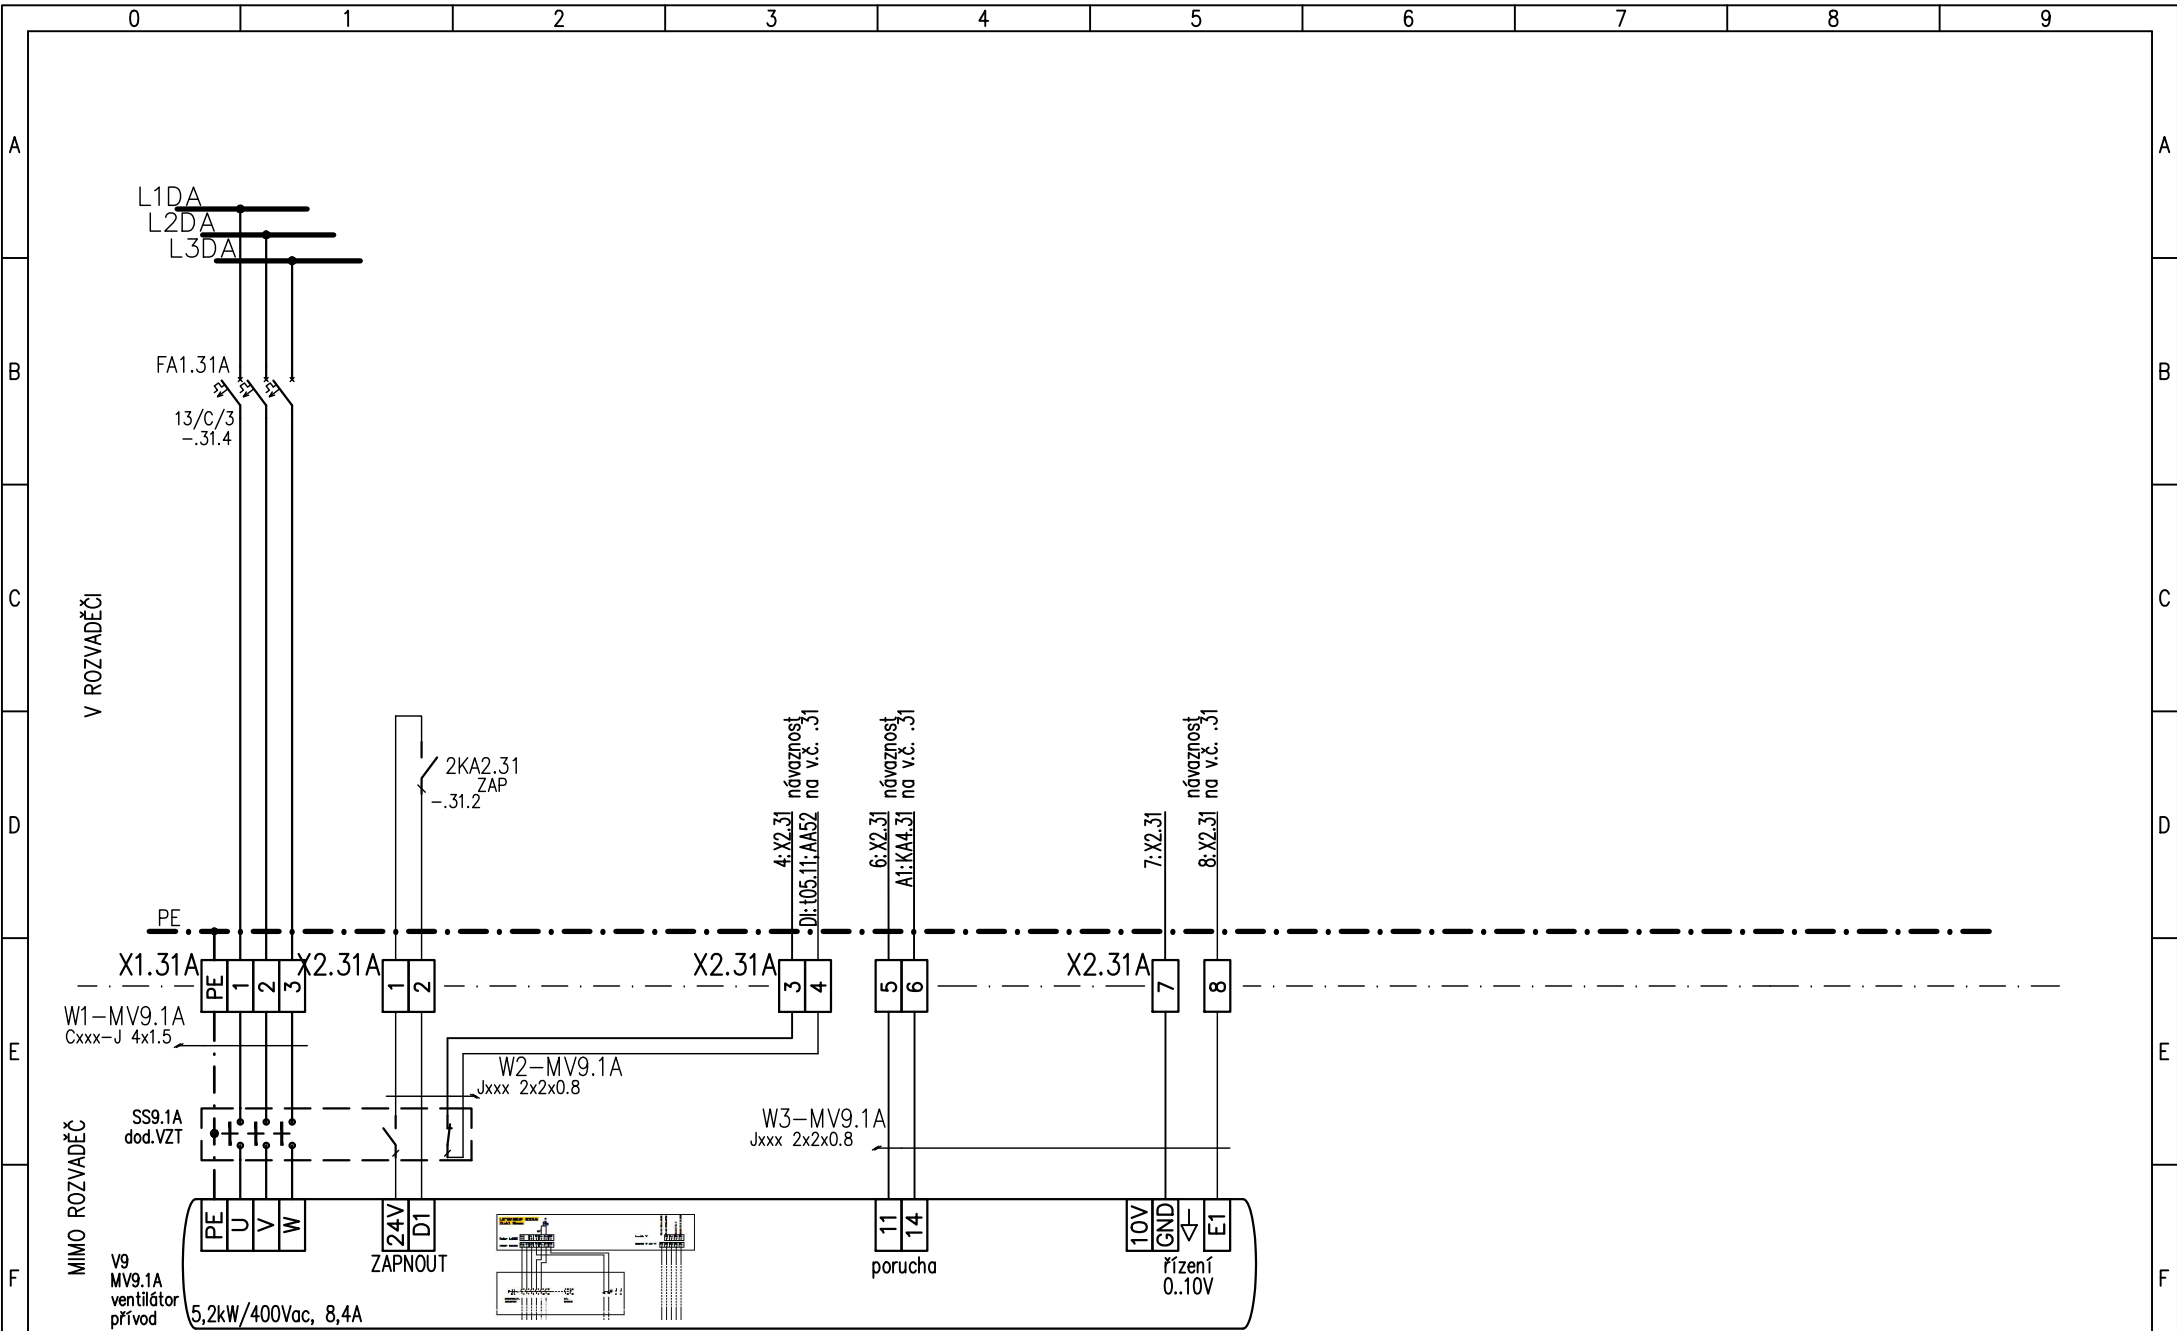 0 1 2 3 4 5 6 7 8 9
A A
L1DA
L2DA
L3DA
B B
FA1.31A
13/C/3
-.31.4
C C
V ROZVADĚČI
2KA2.31
ZAP
-.31.2
návaznost
na v.č. .31
4:X2.31
DI:t05.11;AA52
návaznost
na v.č. .31
6:X2.31
A1:KA4.31
návaznost
na v.č. .31
7:X2.31
8:X2.31
D D
PE
X1.31A PE 1 2 3
X2.31A 1 2
X2.31A 3 4
5 6
X2.31A 7 8
W1-MV9.1A
Cxxx-J 4x1.5
E E
W2-MV9.1A
Jxxx 2x2x0.8
SS9.1A
dod.VZT
W3-MV9.1A
Jxxx 2x2x0.8
MIMO ROZVADĚČ
PE U V W
24V D1
ZAPNOUT
11 14
porucha
10V GND E1
řízení
0..10V
F F
V9
MV9.1A
ventilátor
přívod
5,2kW/400Vac, 8,4A